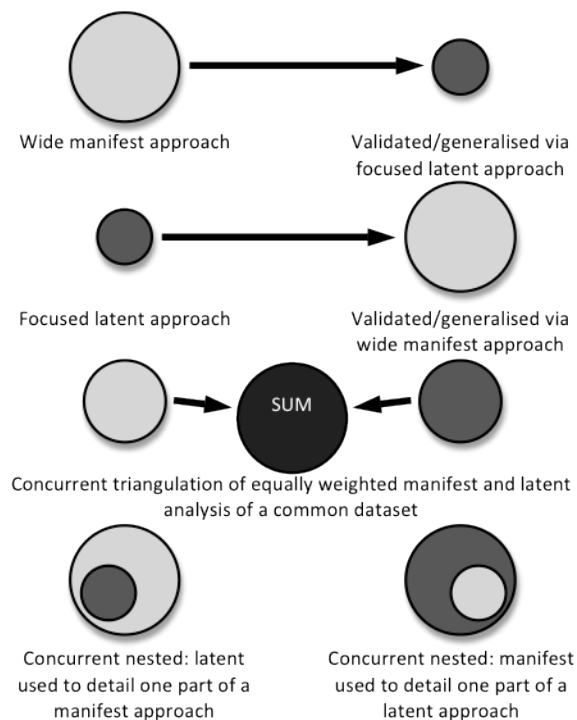 Wide manifest approach
Validated/generalised via
focused latent approach
Focused latent approach
Validated/generalised via
wide manifest approach
SUM
Concurrent triangulation of equally weighted manifest and latent
analysis of a common dataset
Concurrent nested: latent
used to detail one part of a
manifest approach
Concurrent nested: manifest
used to detail one part of a
latent approach